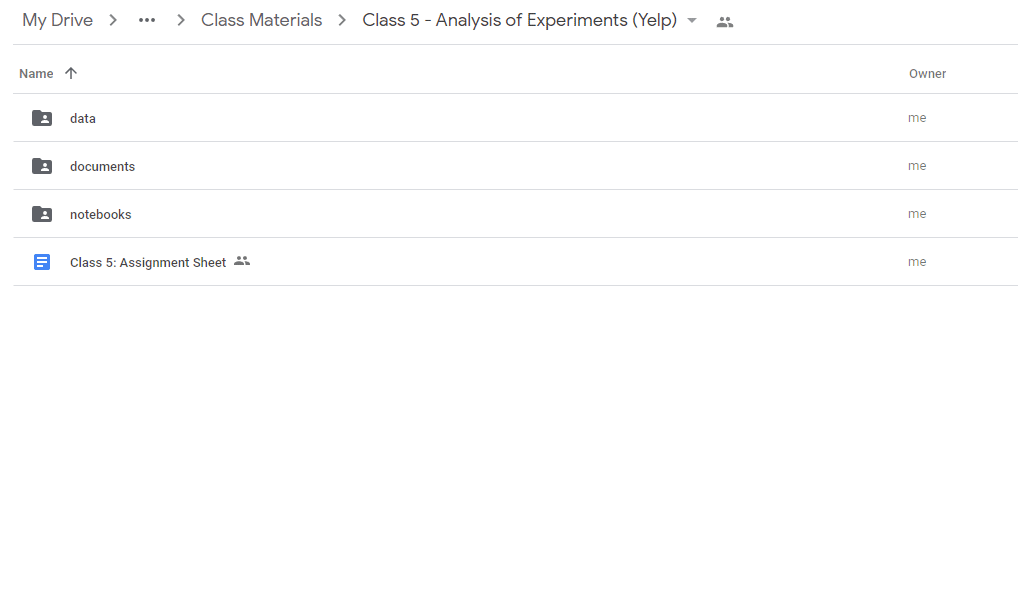 My Drive > ••• > Class Materials > Class 5 - Analysis of Experiments (Yelp)
Name Owner
data me
documents me
notebooks me
Class 5: Assignment Sheet me